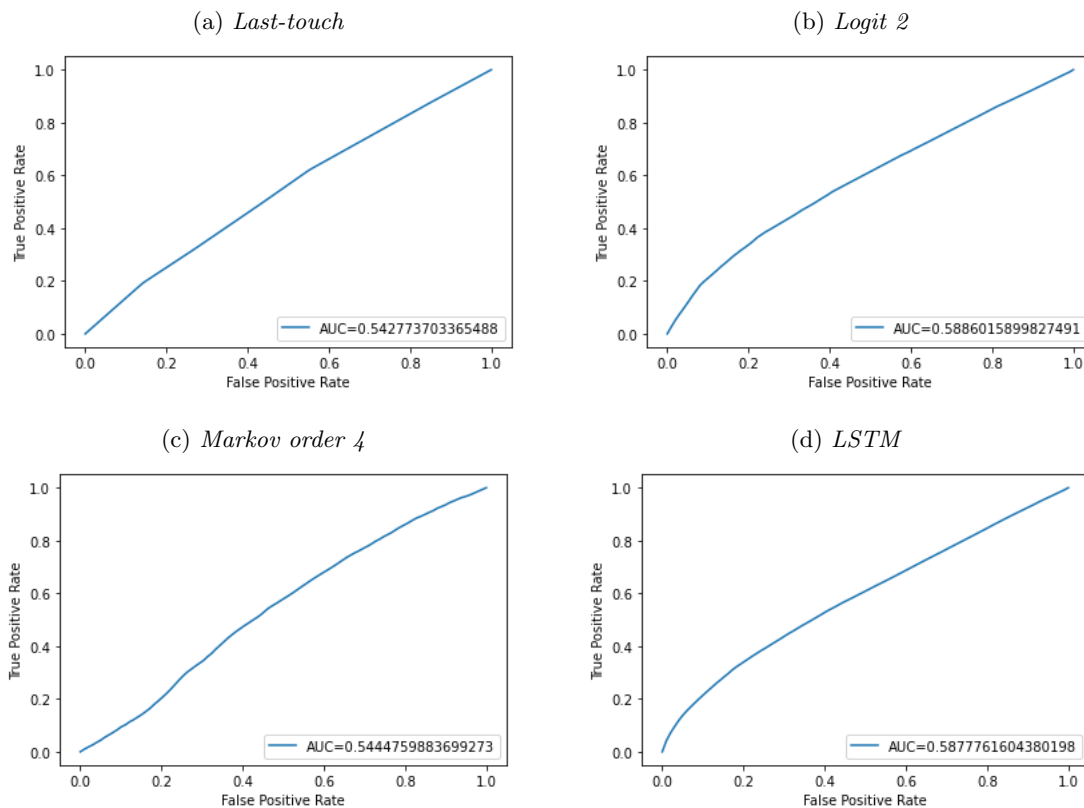 (a) Last-touch
(b) Logit 2
1.0
0.8
0.6
0.4
0.2
0.0
True Positive Rate
AUC=0.542773703365488
0.0 0.2 0.4 0.6 0.8 1.0
False Positive Rate
1.0
0.8
0.6
0.4
0.2
0.0
True Positive Rate
AUC=0.5886015899827491
0.0 0.2 0.4 0.6 0.8 1.0
False Positive Rate
(c) Markov order 4
(d) LSTM
1.0
0.8
0.6
0.4
0.2
0.0
True Positive Rate
AUC=0.5444759883699273
0.0 0.2 0.4 0.6 0.8 1.0
False Positive Rate
1.0
0.8
0.6
0.4
0.2
0.0
True Positive Rate
AUC=0.5877761604380198
0.0 0.2 0.4 0.6 0.8 1.0
False Positive Rate